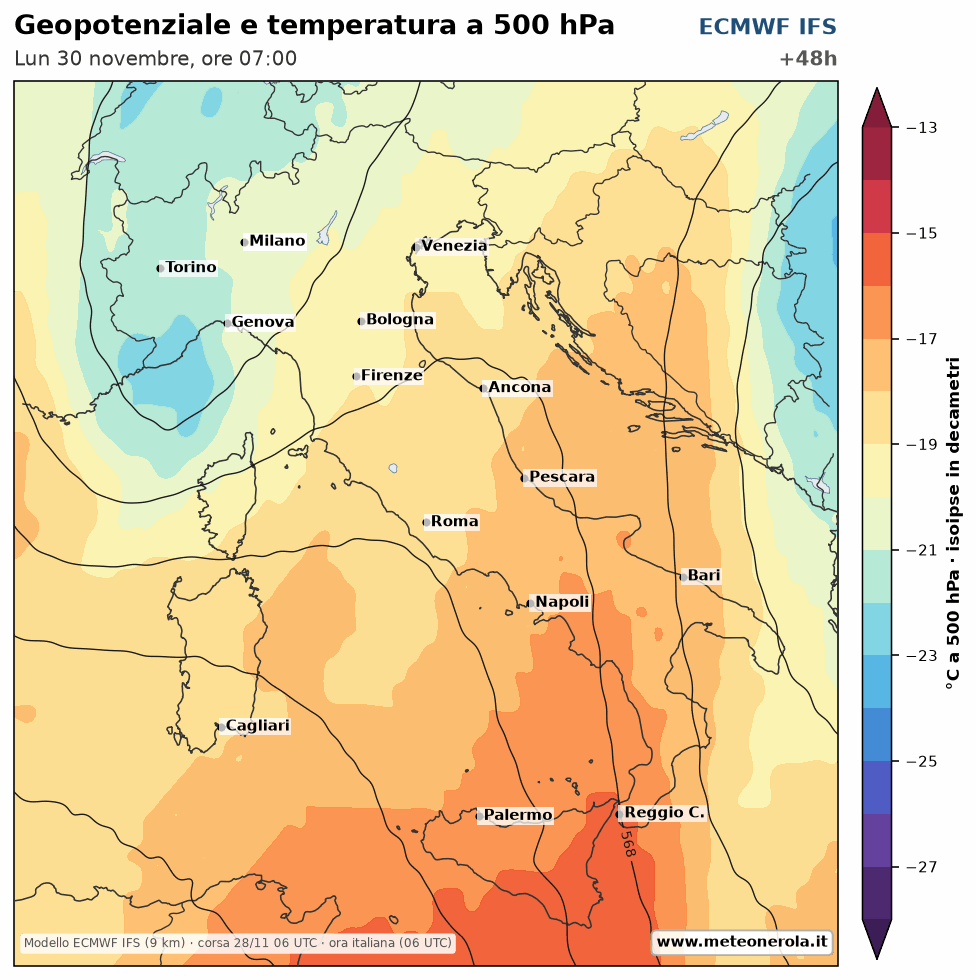 Geopotenziale e temperatura a 500 hPa
ECMWF IFS
Lun 30 novembre, ore 07:00
+48h
Milano
Venezia
Torino
Genova
Bologna
Firenze
Ancona
Pescara
Roma
Bari
Napoli
Cagliari
Palermo
Reggio C.
568
−13
−15
−17
−19
−21
−23
−25
−27
°C a 500 hPa · isoipse in decametri
Modello ECMWF IFS (9 km) · corsa 28/11 06 UTC · ora italiana (06 UTC)
www.meteonerola.it